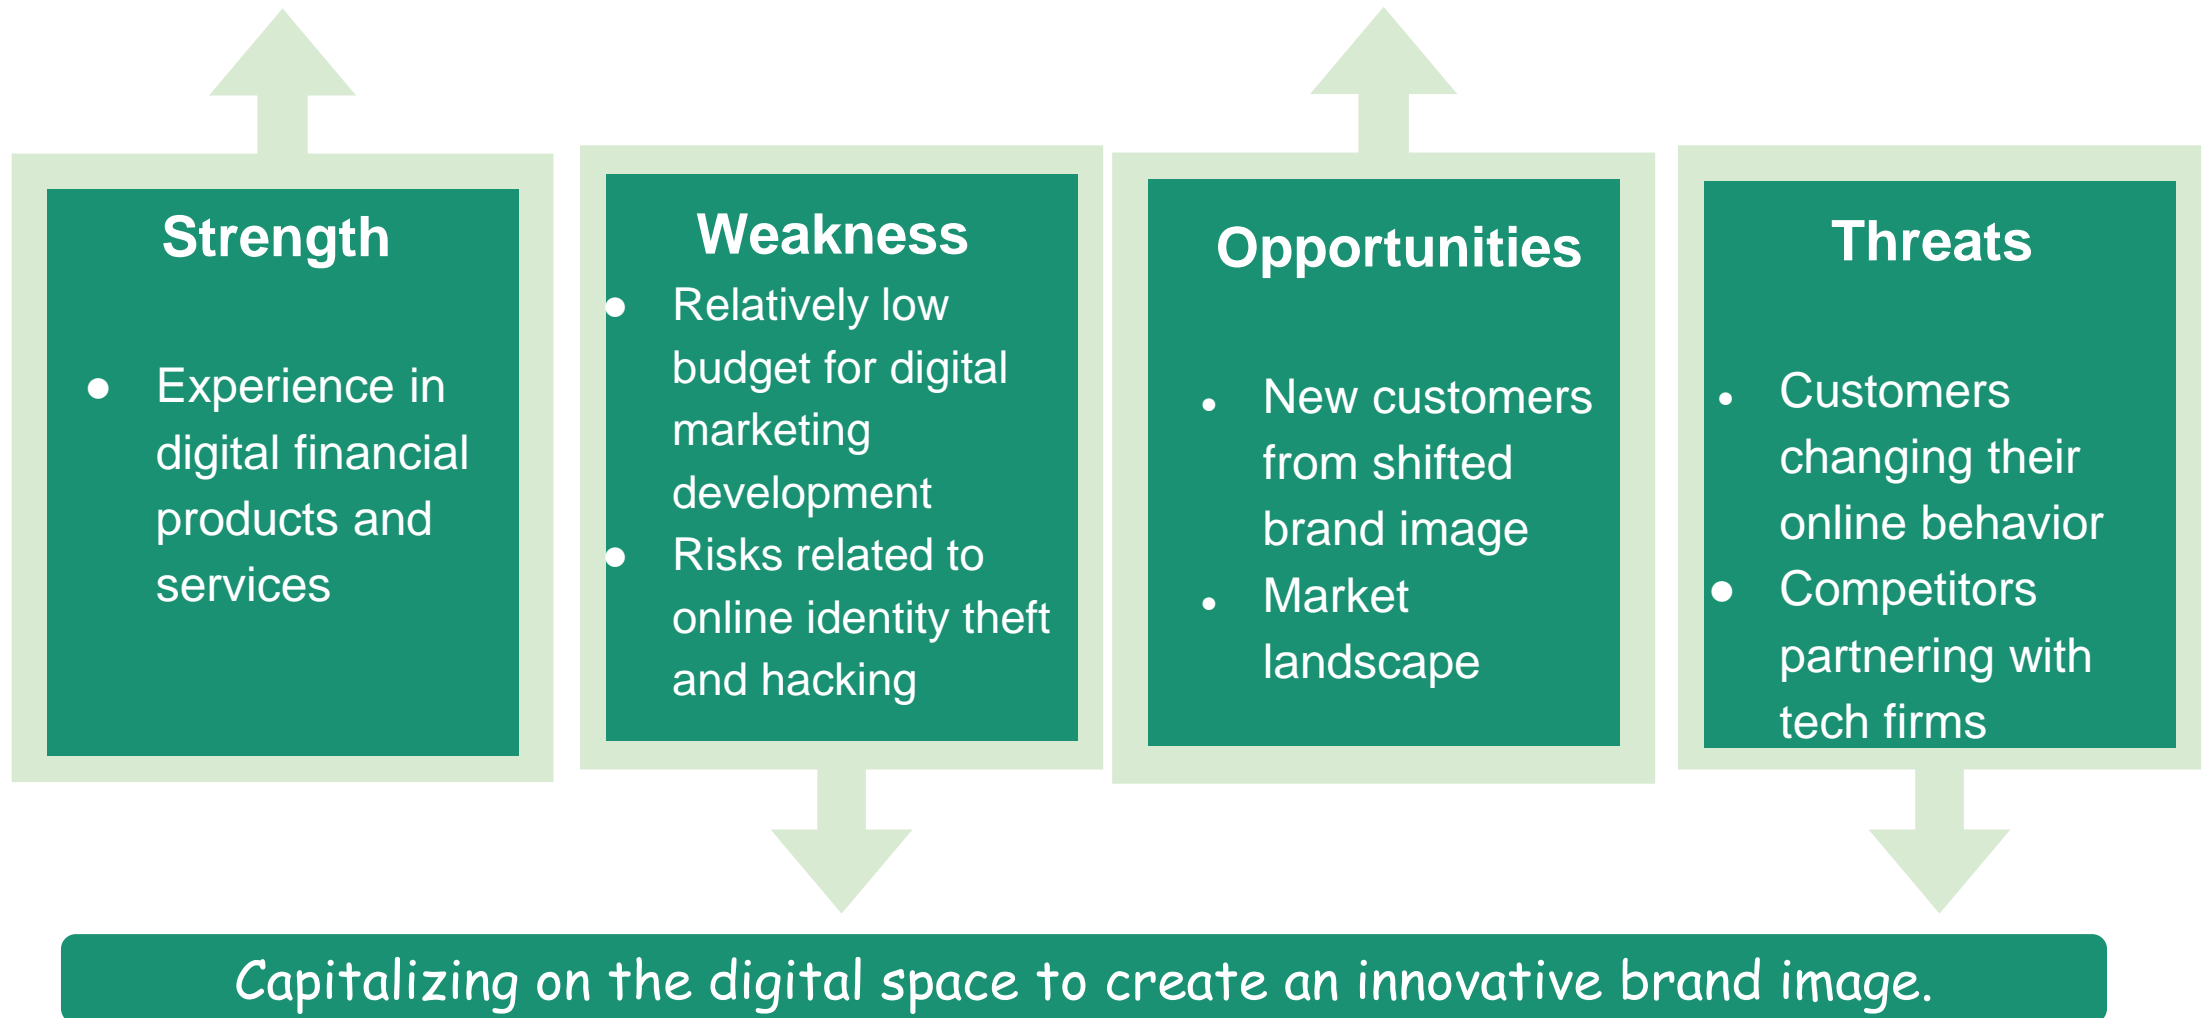 Strength
● Experience in
digital financial
products and
services
Weakness
● Relatively low
budget for digital
marketing
development
● Risks related to
online identity theft
and hacking
Opportunities
● New customers
from shifted
brand image
● Market
landscape
Threats
● Customers
changing their
online behavior
● Competitors
partnering with
tech firms
Capitalizing on the digital space to create an innovative brand image.